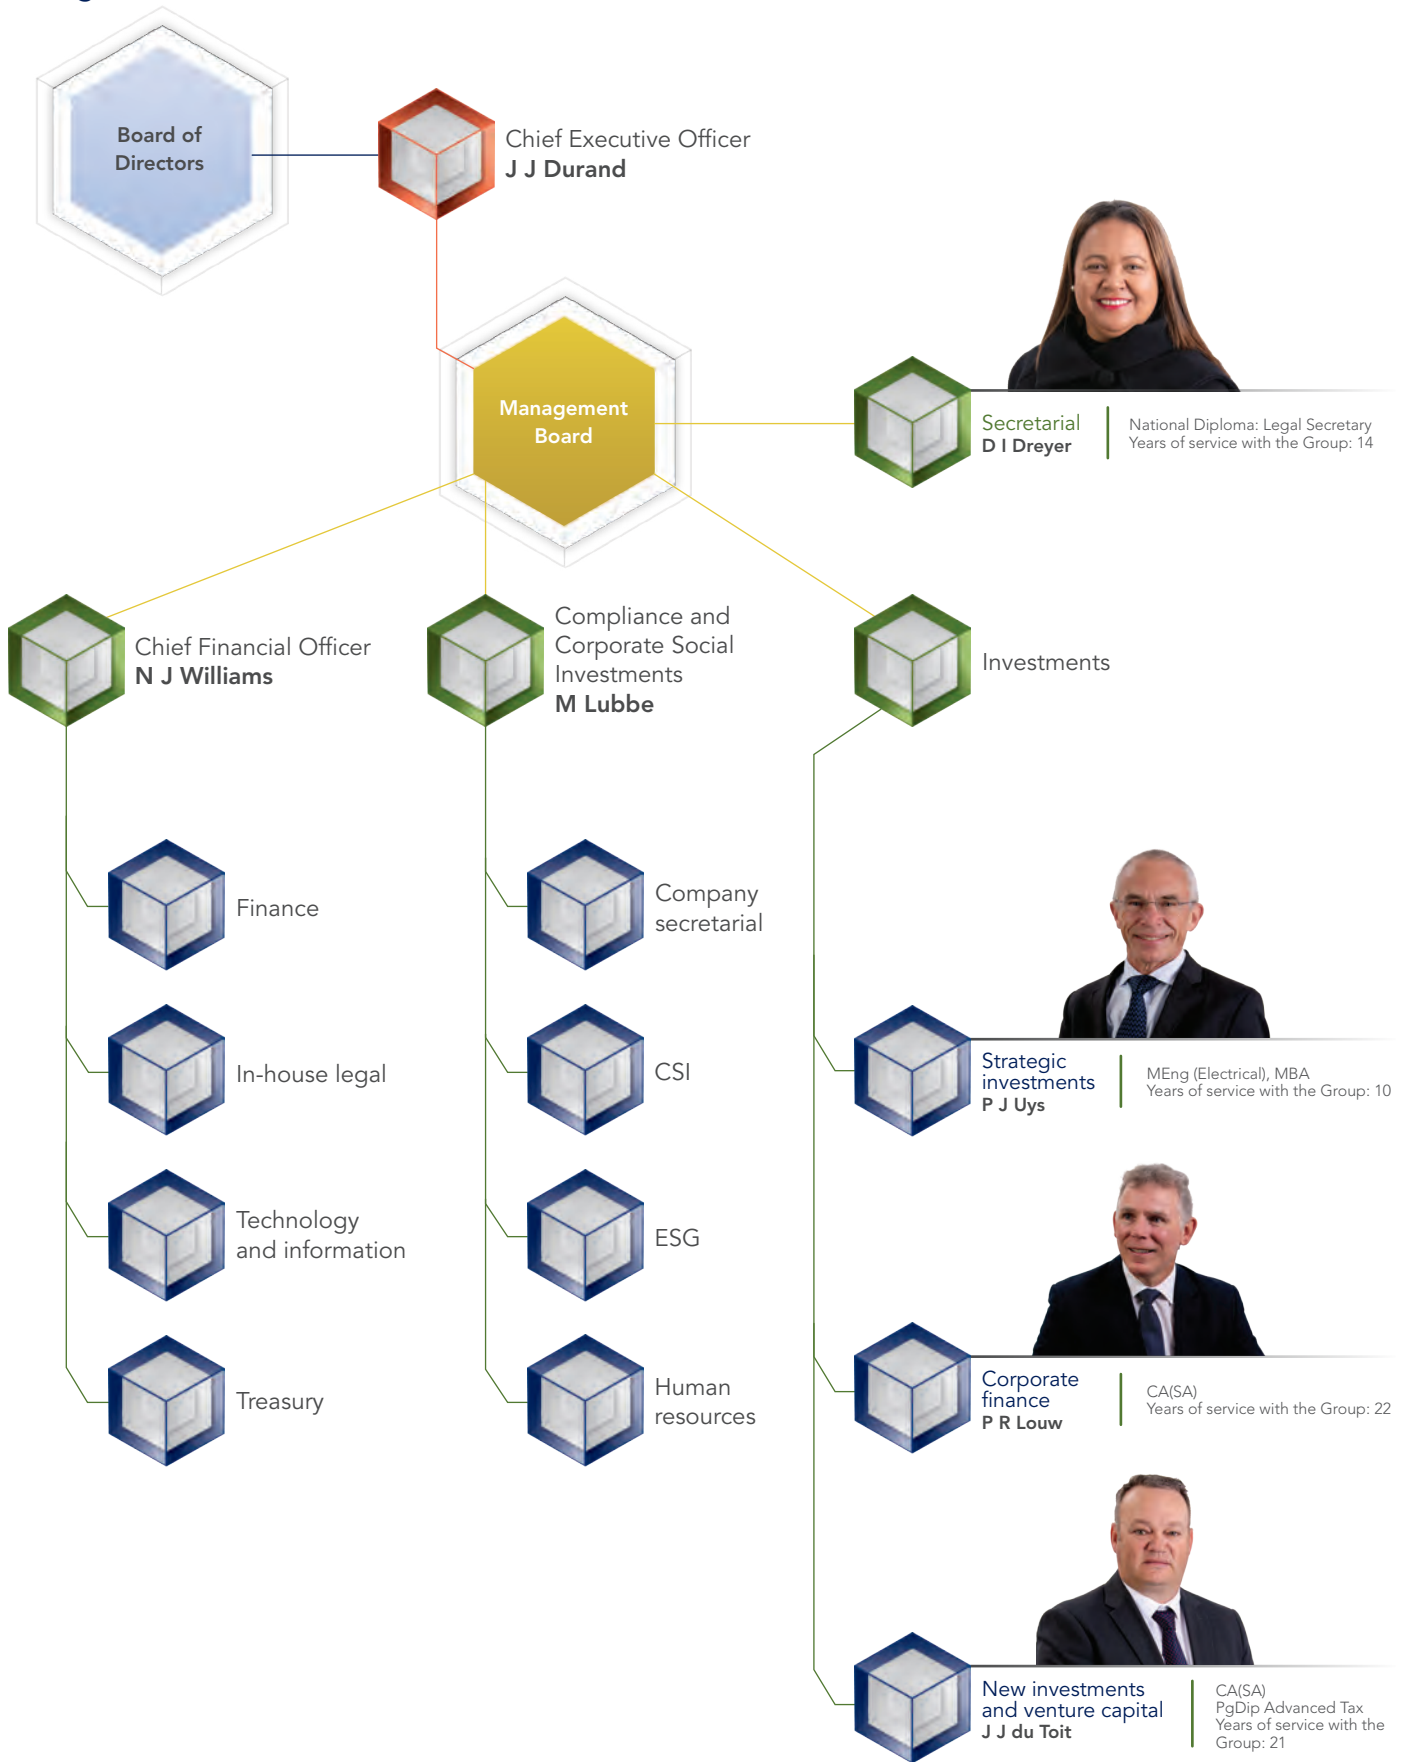 Board of
Directors
Chief Executive Officer
J J Durand
Management
Board
Secretarial
D I Dreyer
National Diploma: Legal Secretary
Years of service with the Group: 14
Chief Financial Officer
N J Williams
Compliance and
Corporate Social
Investments
M Lubbe
Investments
Finance
In-house legal
Technology
and information
Treasury
Company
secretarial
CSI
ESG
Human
resources
Strategic
investments
P J Uys
MEng (Electrical), MBA
Years of service with the Group: 10
Corporate
finance
P R Louw
CA(SA)
Years of service with the Group: 22
New investments
and venture capital
J J du Toit
CA(SA)
PgDip Advanced Tax
Years of service with the
Group: 21